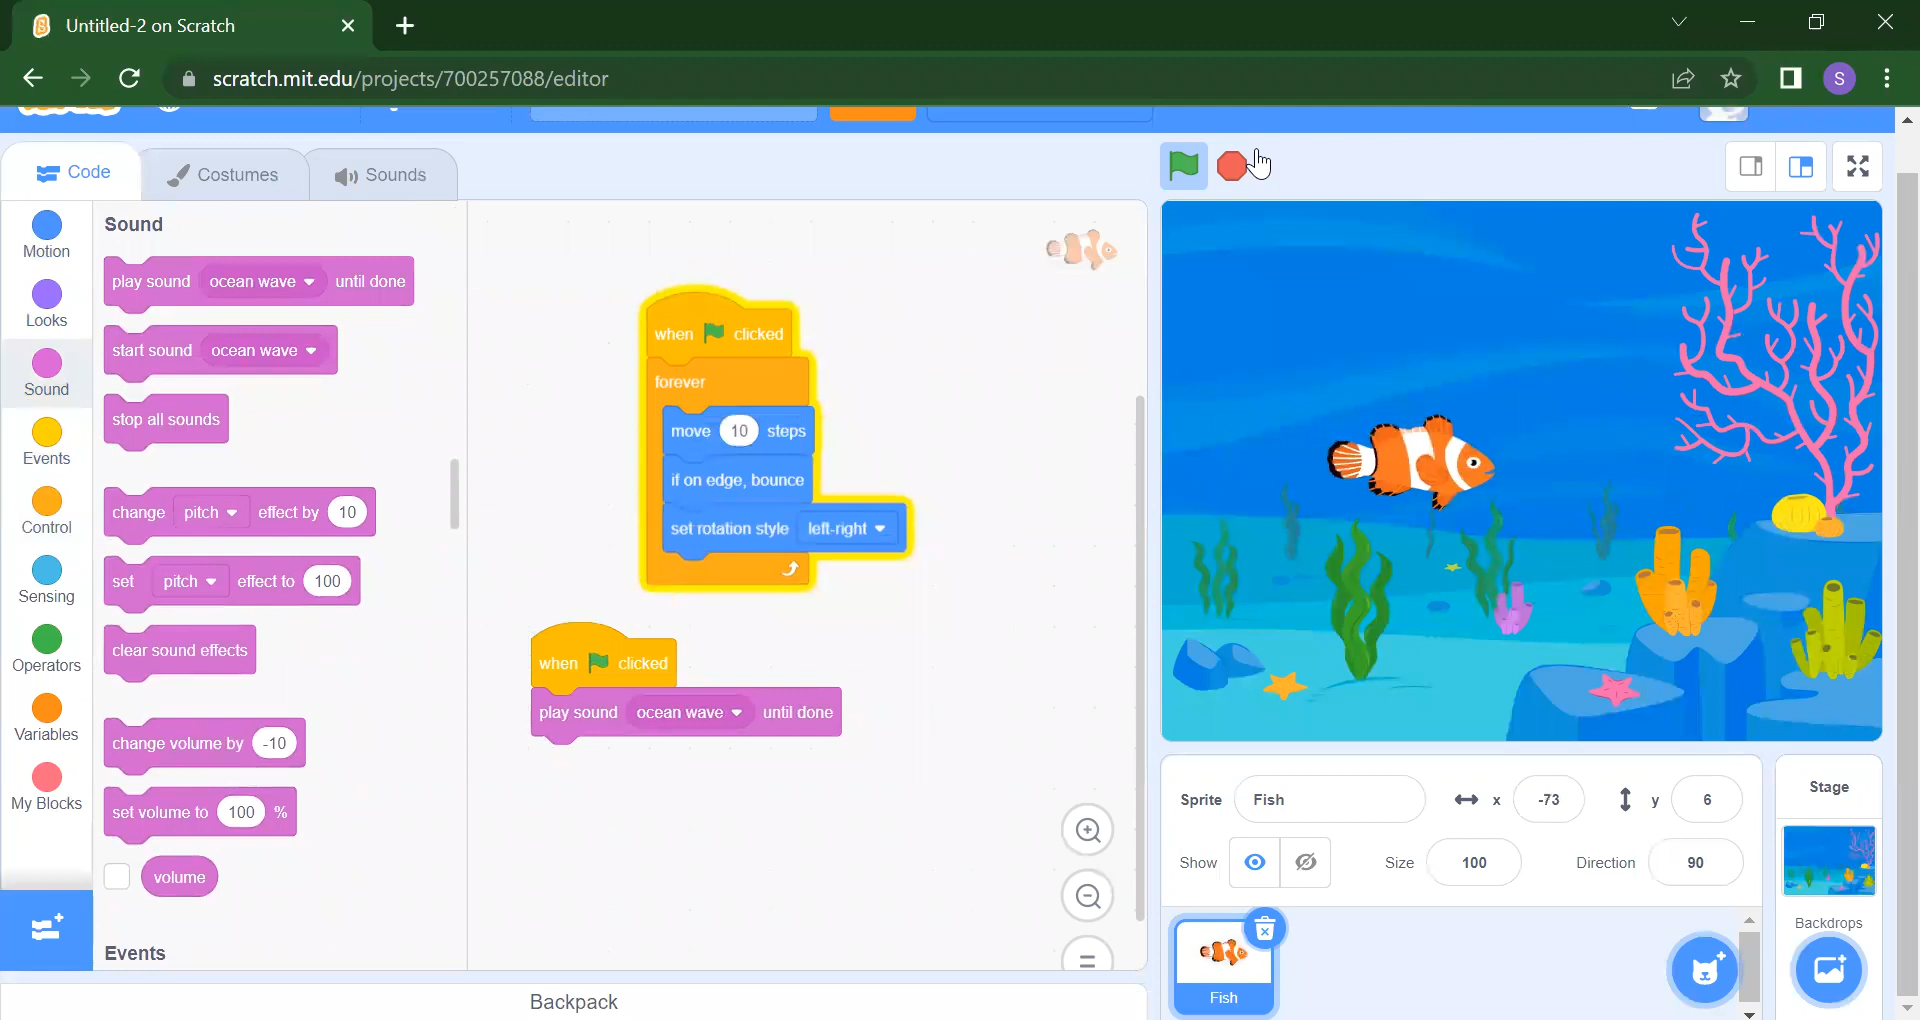 Untitled-2 on Scratch
scratch.mit.edu/projects/700257088/editor
S
Code
Costumes
Sounds
Motion
Looks
Sound
Events
Control
Sensing
Operators
Variables
My Blocks
Sound
play sound ocean wave until done
start sound ocean wave
stop all sounds
change pitch effect by 10
set pitch effect to 100
clear sound effects
change volume by -10
set volume to 100 %
volume
Events
when clicked
forever
move 10 steps
if on edge, bounce
set rotation style left-right
when clicked
play sound ocean wave until done
Backpack
Sprite Fish x -73 y 6
Show Size 100 Direction 90
Fish
Stage
Backdrops